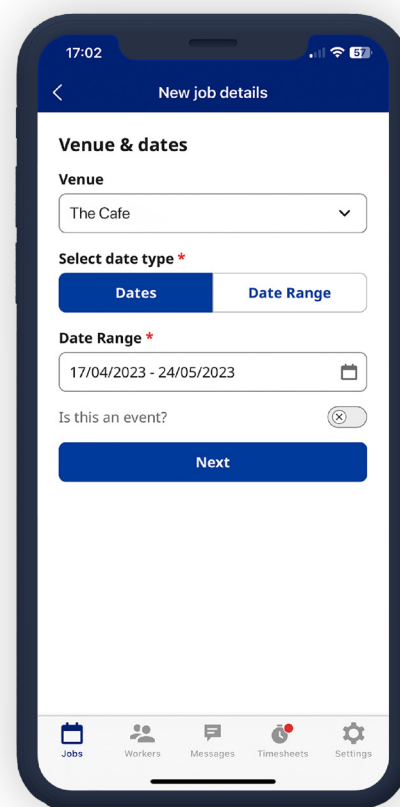 17:02
57
New job details
Venue & dates
Venue
The Cafe
Select date type *
Dates Date Range
Date Range *
17/04/2023 - 24/05/2023
Is this an event?
Next
Jobs Workers Messages Timesheets Settings